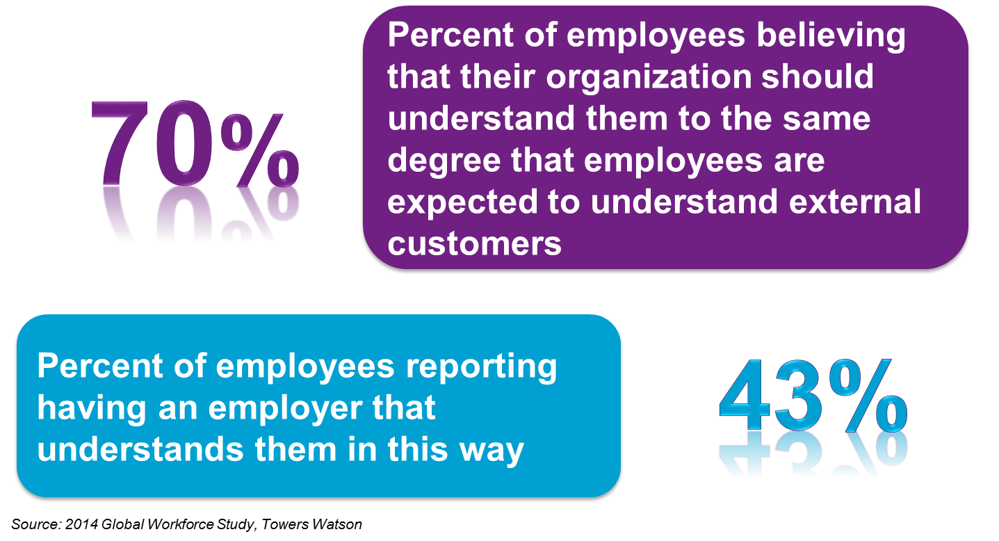 70%
Percent of employees believing
that their organization should
understand them to the same
degree that employees are
expected to understand external
customers
Percent of employees reporting
having an employer that
understands them in this way
43%
Source: 2014 Global Workforce Study, Towers Watson